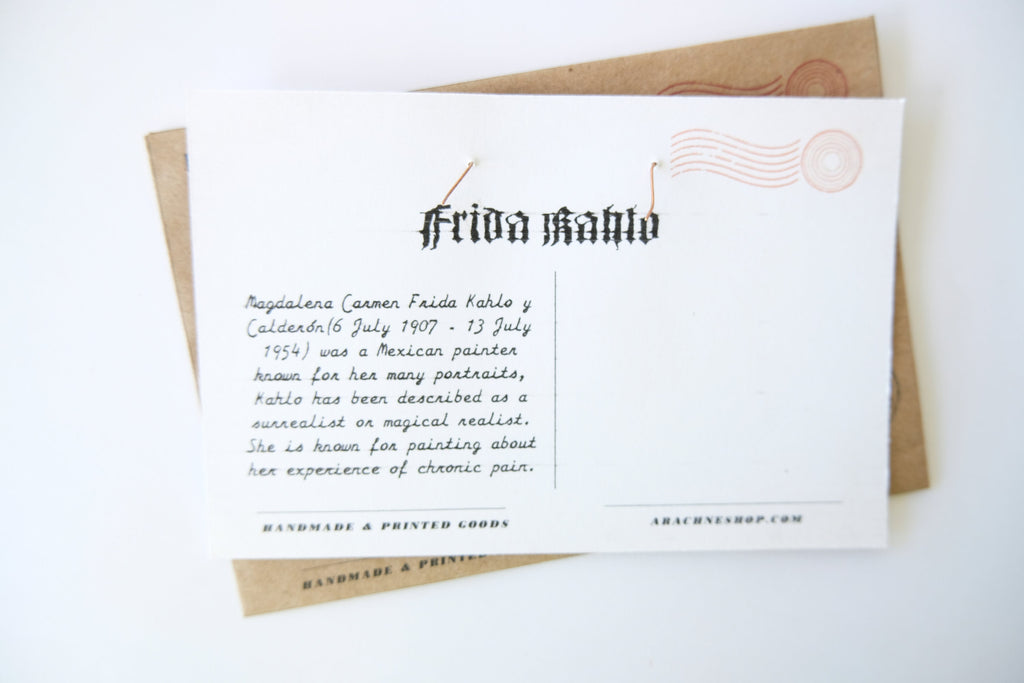 Frida Kahlo
Magdalena Carmen Frida Kahlo y
Calderón(6 July 1907 - 13 July
1954) was a Mexican painter
known for her many portraits,
Kahlo has been described as a
surrealist or magical realist.
She is known for painting about
her experience of chronic pain.
HANDMADE & PRINTED GOODS
ARACHNESHOP.COM
HANDMADE & PRINTED